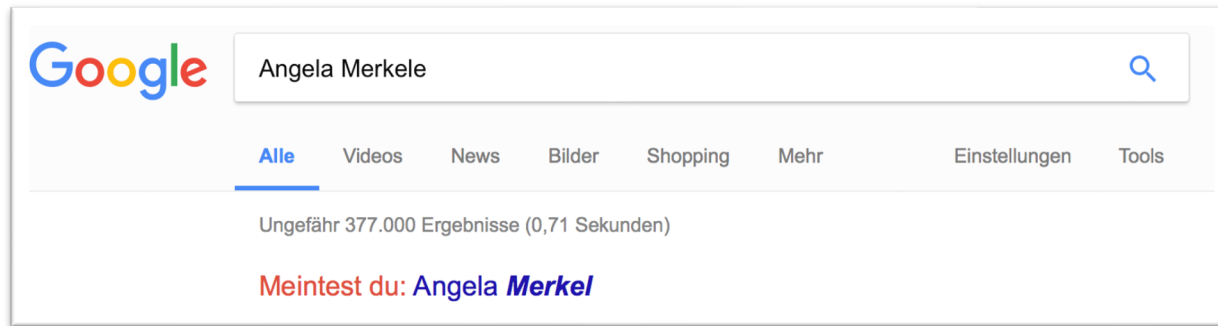 Google Angela Merkele
Alle Videos News Bilder Shopping Mehr Einstellungen Tools
Ungefähr 377.000 Ergebnisse (0,71 Sekunden)
Meintest du: Angela Merkel